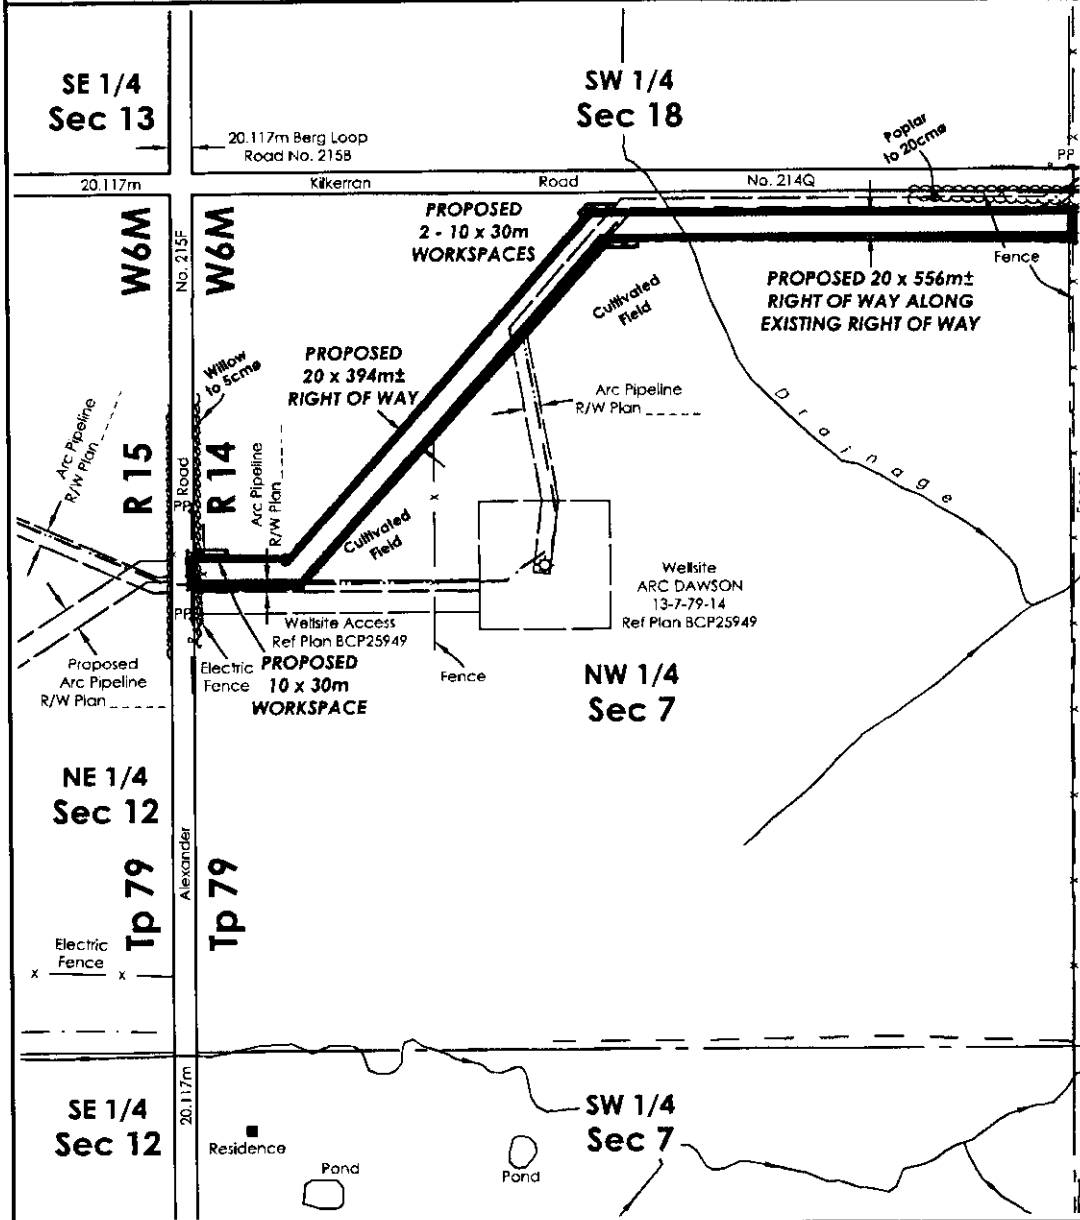 SE 1/4
Sec 13
SW 1/4
Sec 18
20.117m Berg Loop
Road No. 215B
Poplar
to 20cmø
PP
20.117m
Kilkerran
Road
No. 214Q
W6M
W6M
No. 215F
PROPOSED
2 - 10 x 30m
WORKSPACES
Fence
Cultivated
Field
PROPOSED 20 x 556m±
RIGHT OF WAY ALONG
EXISTING RIGHT OF WAY
PROPOSED
20 x 394m±
RIGHT OF WAY
Willow
to 5cmø
Arc Pipeline
R/W Plan
Arc Pipeline
R/W Plan
R 15
Road
R 14
Arc Pipeline
R/W Plan
Drainage
PP
Cultivated
Field
Wellsite
ARC DAWSON
13-7-79-14
Ref Plan BCP25949
PP
Wellsite Access
Ref Plan BCP25949
Proposed
Arc Pipeline
R/W Plan
Electric
Fence
PROPOSED
10 x 30m
WORKSPACE
Fence
NW 1/4
Sec 7
NE 1/4
Sec 12
Alexander
Tp 79
Tp 79
Electric
Fence
20.117m
SE 1/4
Sec 12
SW 1/4
Sec 7
Residence
Pond
Pond